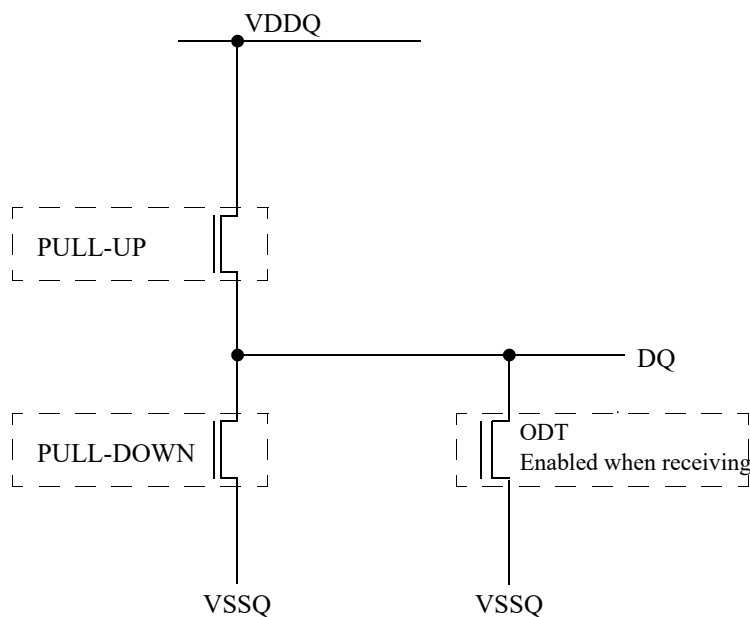 VDDQ
PULL-UP
DQ
PULL-DOWN
ODT
Enabled when receiving
VSSQ
VSSQ